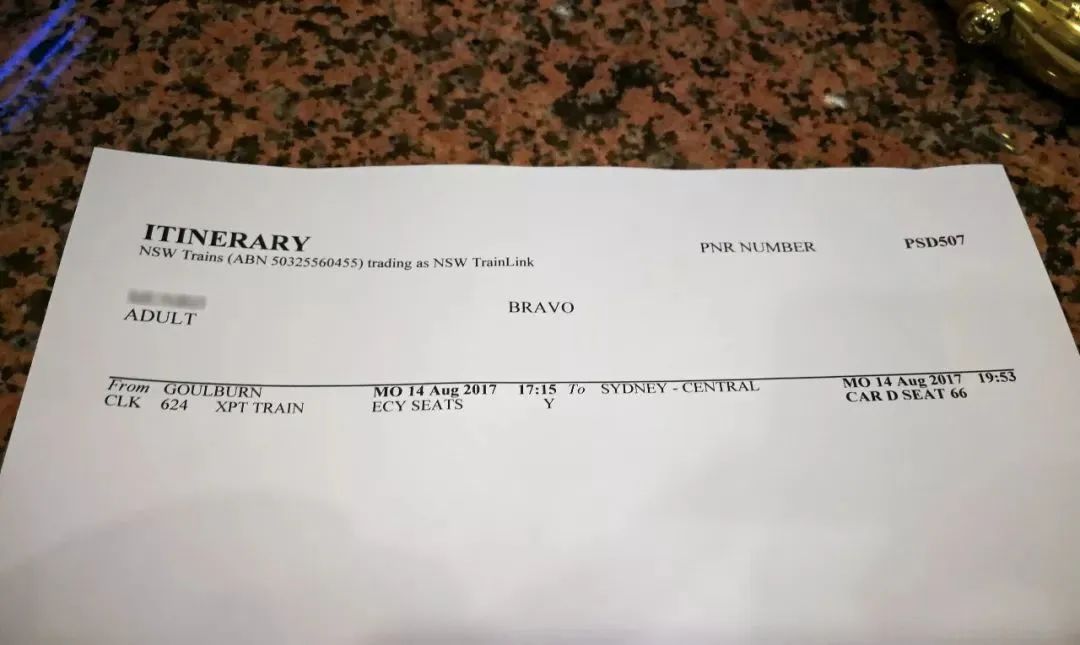 ITINERARY
NSW Trains (ABN 50325560455) trading as NSW TrainLink
PNR NUMBER PSD507
ADULT BRAVO
From GOULBURN MO 14 Aug 2017 17:15 To SYDNEY - CENTRAL MO 14 Aug 2017 19:53
CLK 624 XPT TRAIN ECY SEATS Y CAR D SEAT 66